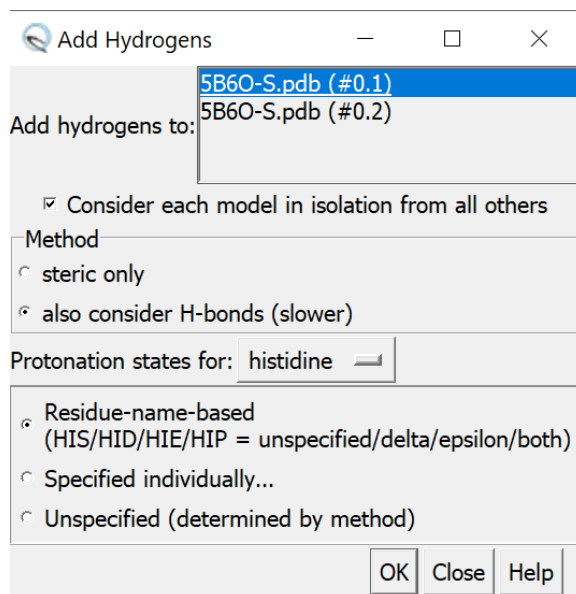 Add Hydrogens
5B6O-S.pdb (#0.1)
Add hydrogens to: 5B6O-S.pdb (#0.2)
Consider each model in isolation from all others
Method
steric only
also consider H-bonds (slower)
Protonation states for: histidine
Residue-name-based
(HIS/HID/HIE/HIP = unspecified/delta/epsilon/both)
Specified individually...
Unspecified (determined by method)
OK Close Help